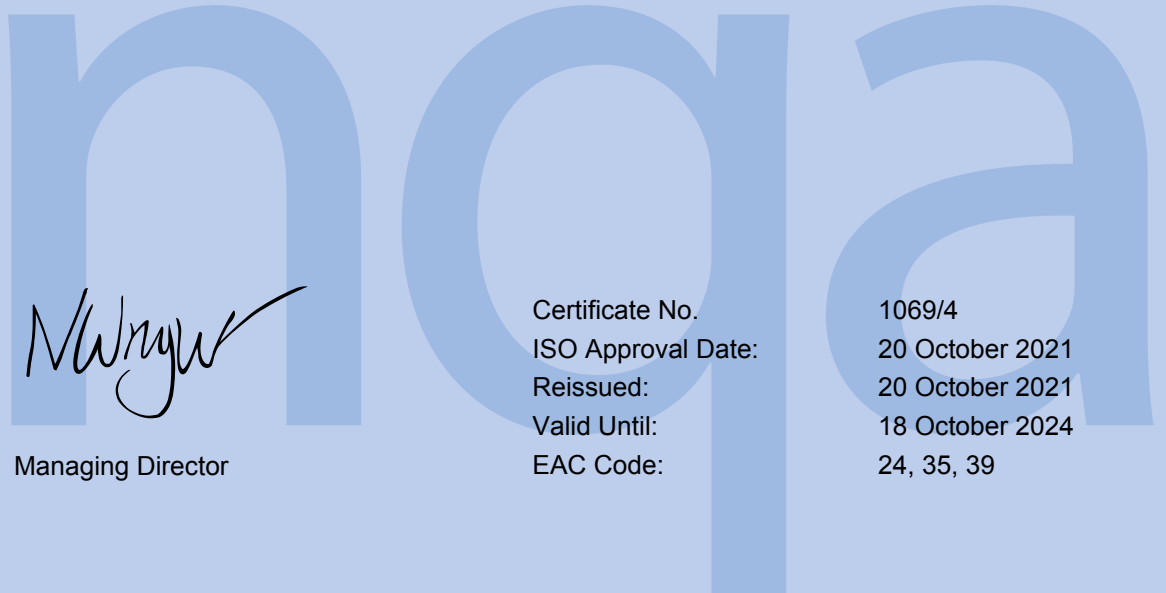 nqa
Certificate No. 1069/4
ISO Approval Date: 20 October 2021
Reissued: 20 October 2021
Valid Until: 18 October 2024
Managing Director
EAC Code: 24, 35, 39